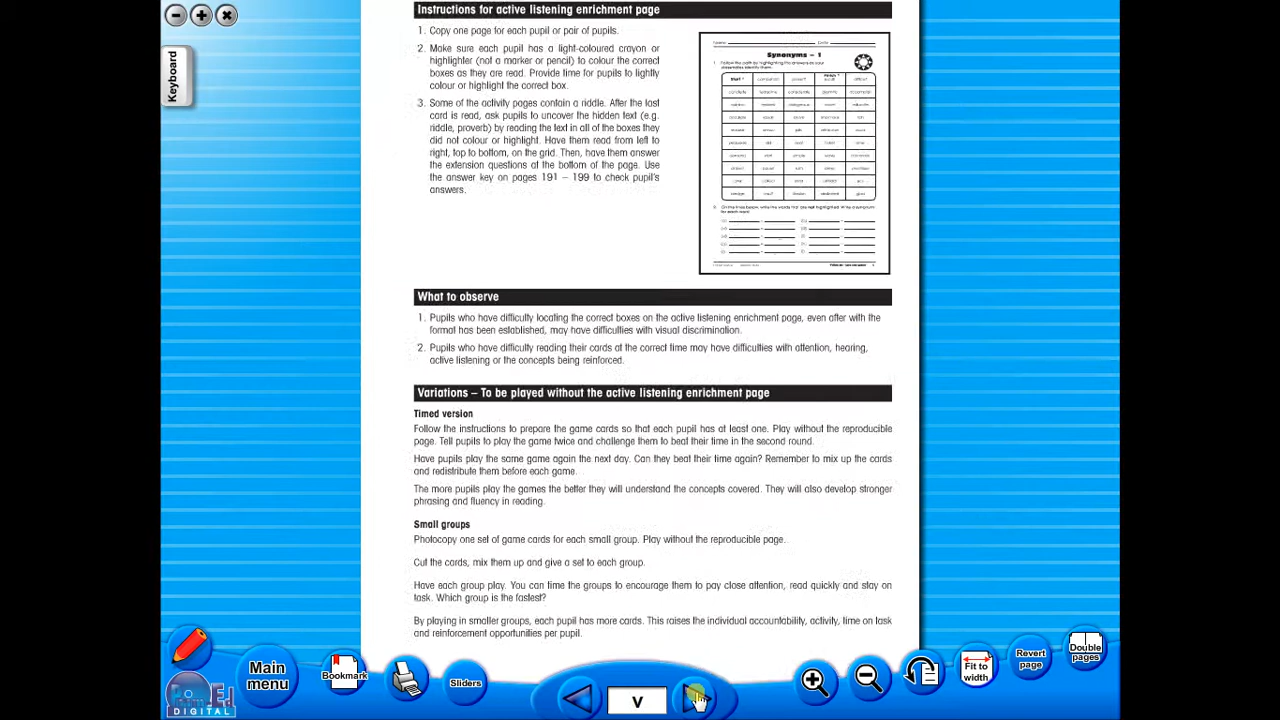 Instructions for active listening enrichment page
1. Copy one page for each pupil or pair of pupils.
2. Make sure each pupil has a light-coloured crayon or
highlighter (not a marker or pencil) to colour the correct
boxes as they are read. Provide time for pupils to lightly
colour or highlight the correct box.
3. Some of the activity pages contain a riddle. After the last
card is read, ask pupils to uncover the hidden text (e.g.
riddle, proverb) by reading the text in all of the boxes they
did not colour or highlight. Have them read from left to
right, top to bottom, on the grid. Then, have them answer
the extension questions at the bottom of the page. Use
the answer key on pages 191 – 199 to check pupil's
answers.
Synonyms – 1
What to observe
1. Pupils who have difficulty locating the correct boxes on the active listening enrichment page, even after with the
format has been established, may have difficulties with visual discrimination.
2. Pupils who have difficulty reading their cards at the correct time may have difficulties with attention, hearing,
active listening or the concepts being reinforced.
Variations – To be played without the active listening enrichment page
Timed version
Follow the instructions to prepare the game cards so that each pupil has at least one. Play without the reproducible
page. Tell pupils to play the game twice and challenge them to beat their time in the second round.
Have pupils play the same game again the next day. Can they beat their time again? Remember to mix up the cards
and redistribute them before each game.
The more pupils play the games the better they will understand the concepts covered. They will also develop stronger
phrasing and fluency in reading.
Small groups
Photocopy one set of game cards for each small group. Play without the reproducible page.
Cut the cards, mix them up and give a set to each group.
Have each group play. You can time the groups to encourage them to pay close attention, read quickly and stay on
task. Which group is the fastest?
By playing in smaller groups, each pupil has more cards. This raises the individual accountability, activity, time on task
and reinforcement opportunities per pupil.
Keyboard
Main
menu
Bookmark
Sliders
V
Fit to
width
Revert
page
Double
pages
DIGITAL